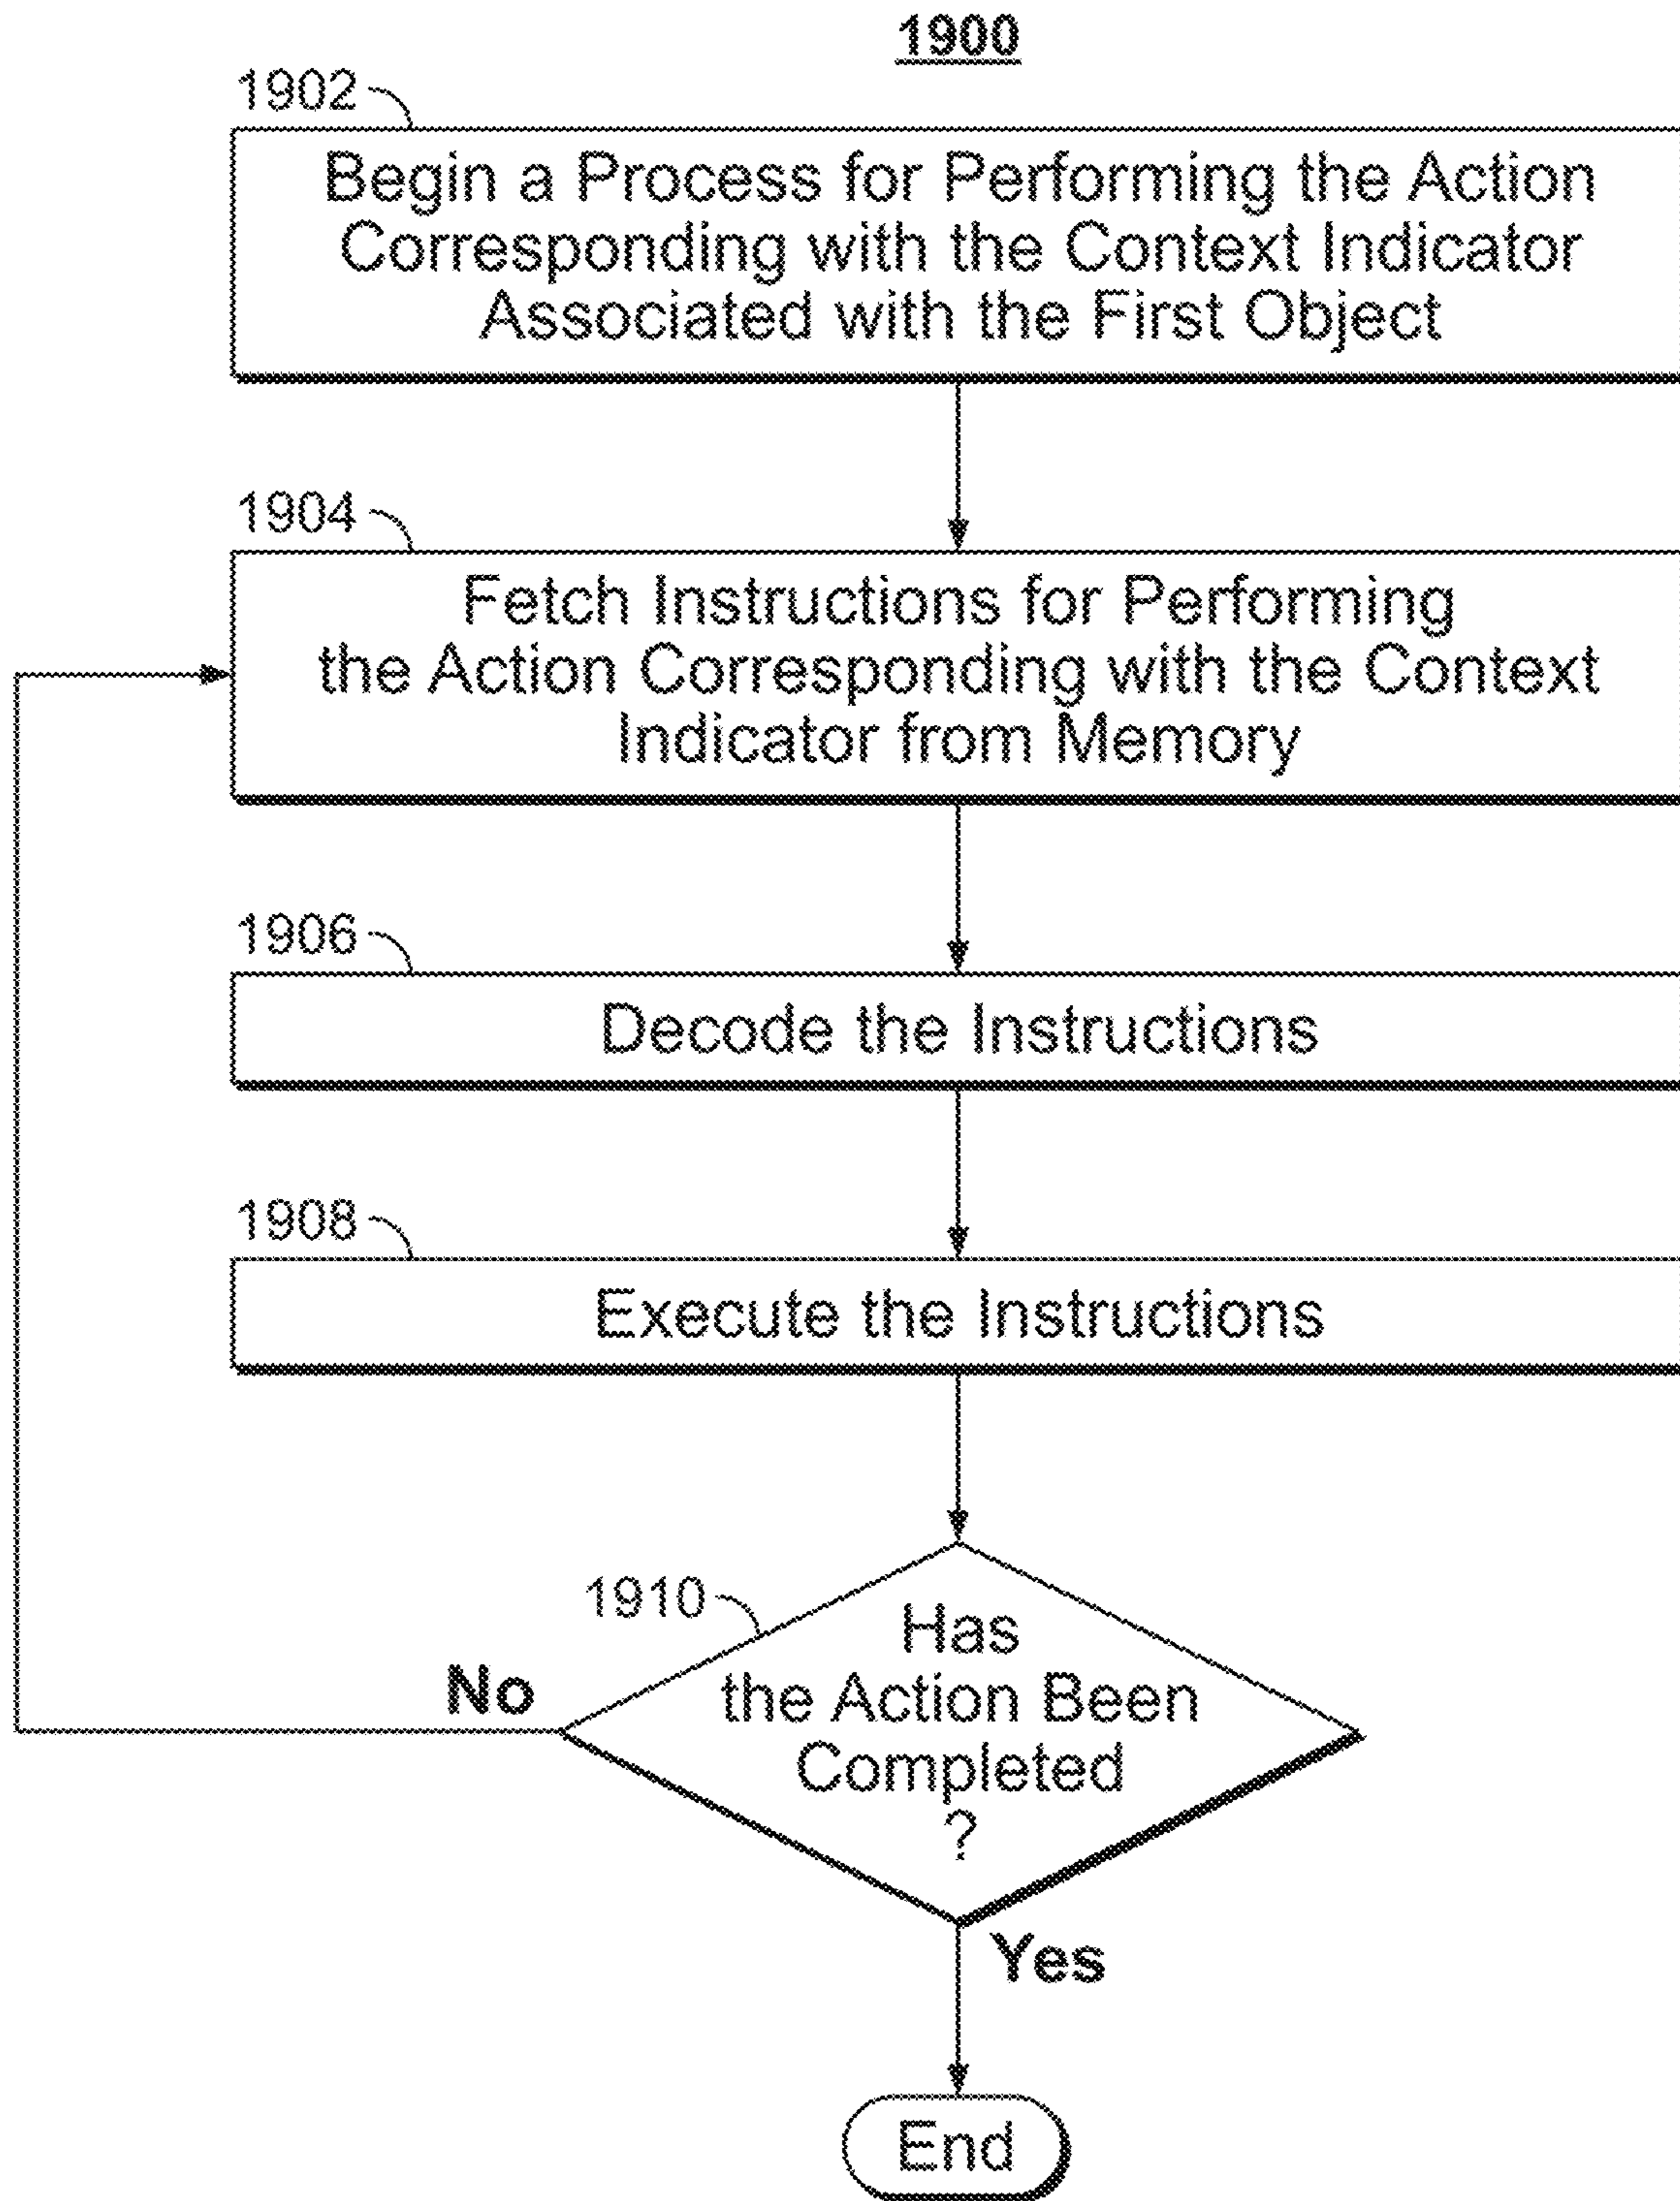 1900
1902
Begin a Process for Performing the Action
Corresponding with the Context Indicator
Associated with the First Object
1904
Fetch Instructions for Performing
the Action Corresponding with the Context
Indicator from Memory
1906
Decode the Instructions
1908
Execute the Instructions
1910
Has
the Action Been
Completed
?
No
Yes
End